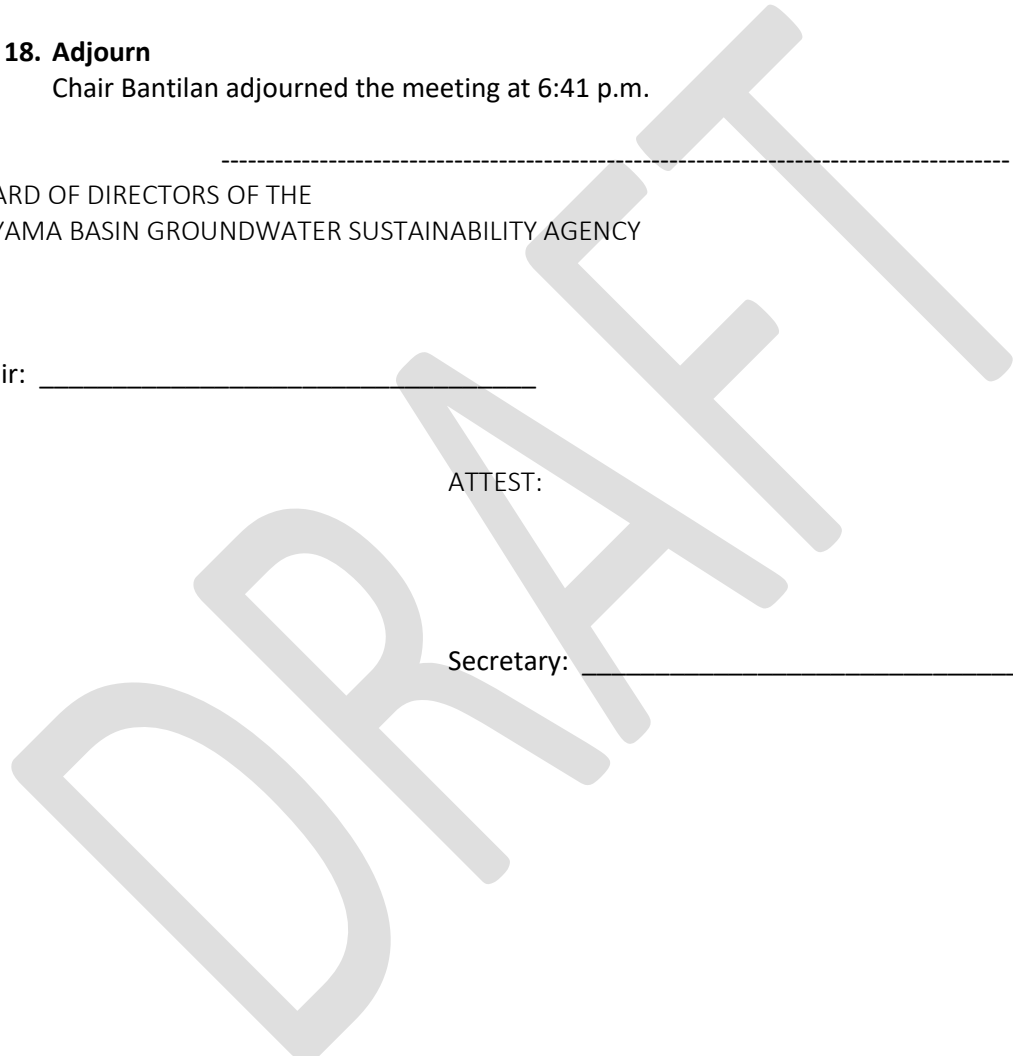 18. Adjourn
Chair Bantilan adjourned the meeting at 6:41 p.m.
---------------------------------------------------------------------------------------
ARD OF DIRECTORS OF THE
YAMA BASIN GROUNDWATER SUSTAINABILITY AGENCY
ir: __________________________________
ATTEST:
Secretary: ______________________________
DRAFT